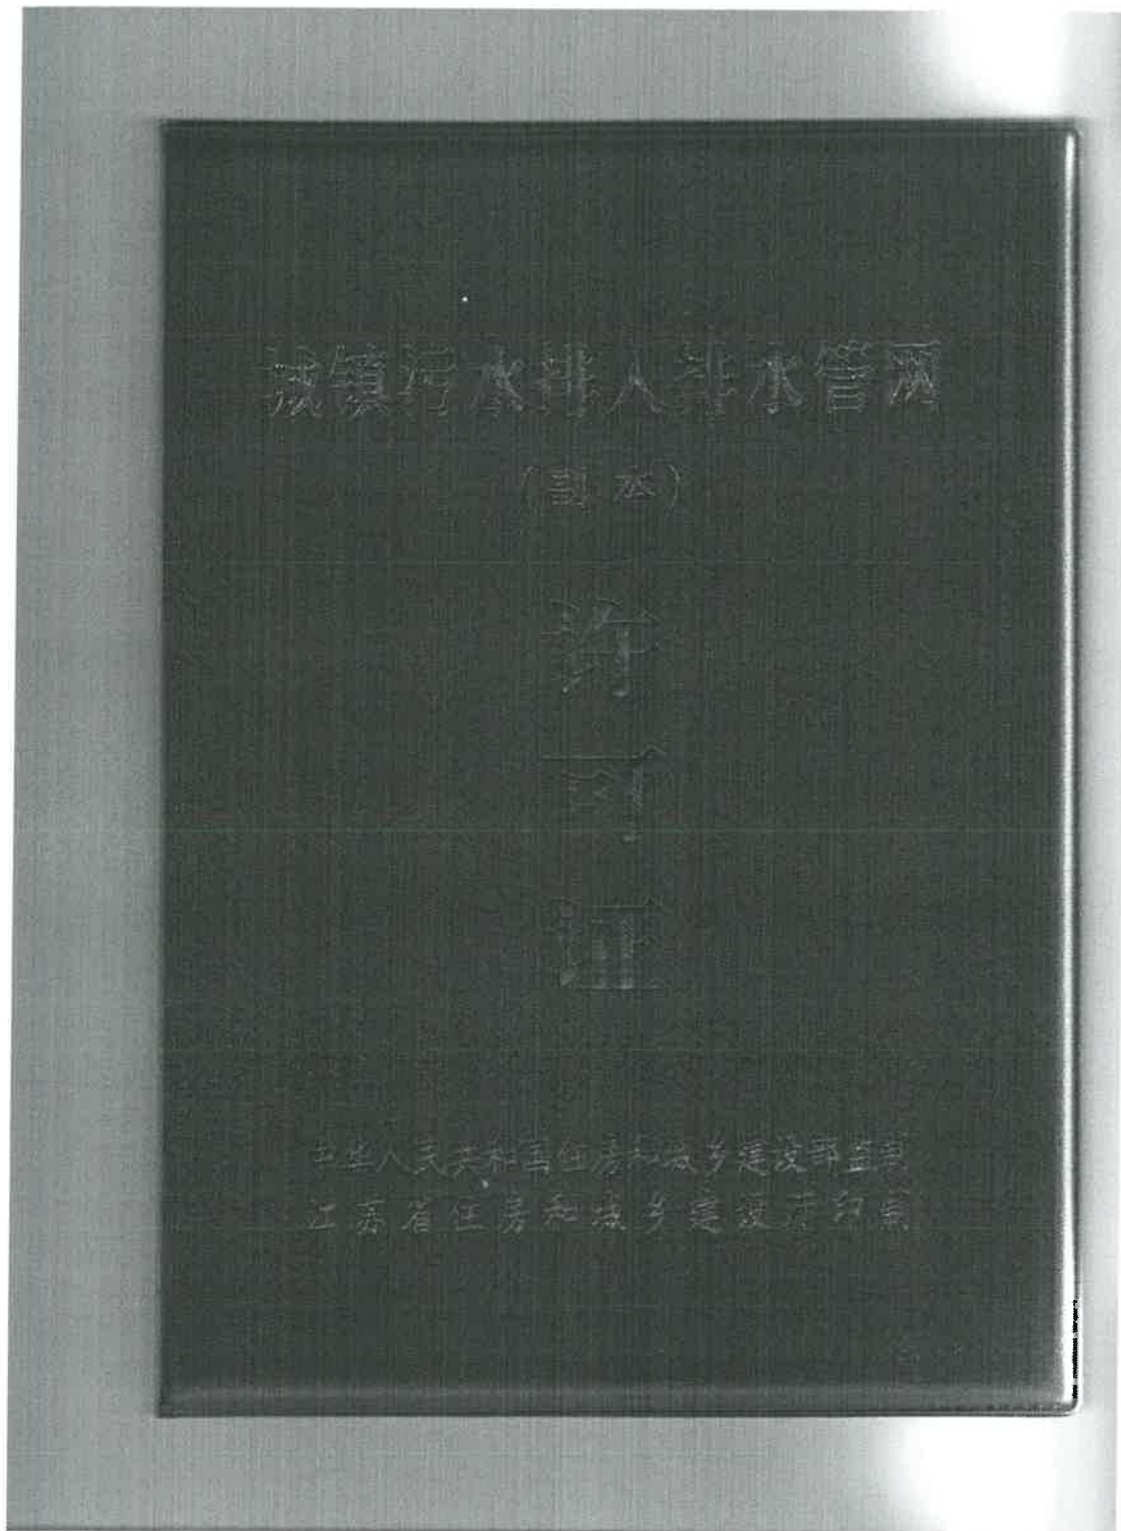 城镇污水排入排水管网
(副本)
许
可
证
中华人民共和国住房和城乡建设部监制
江苏省住房和城乡建设厅印制